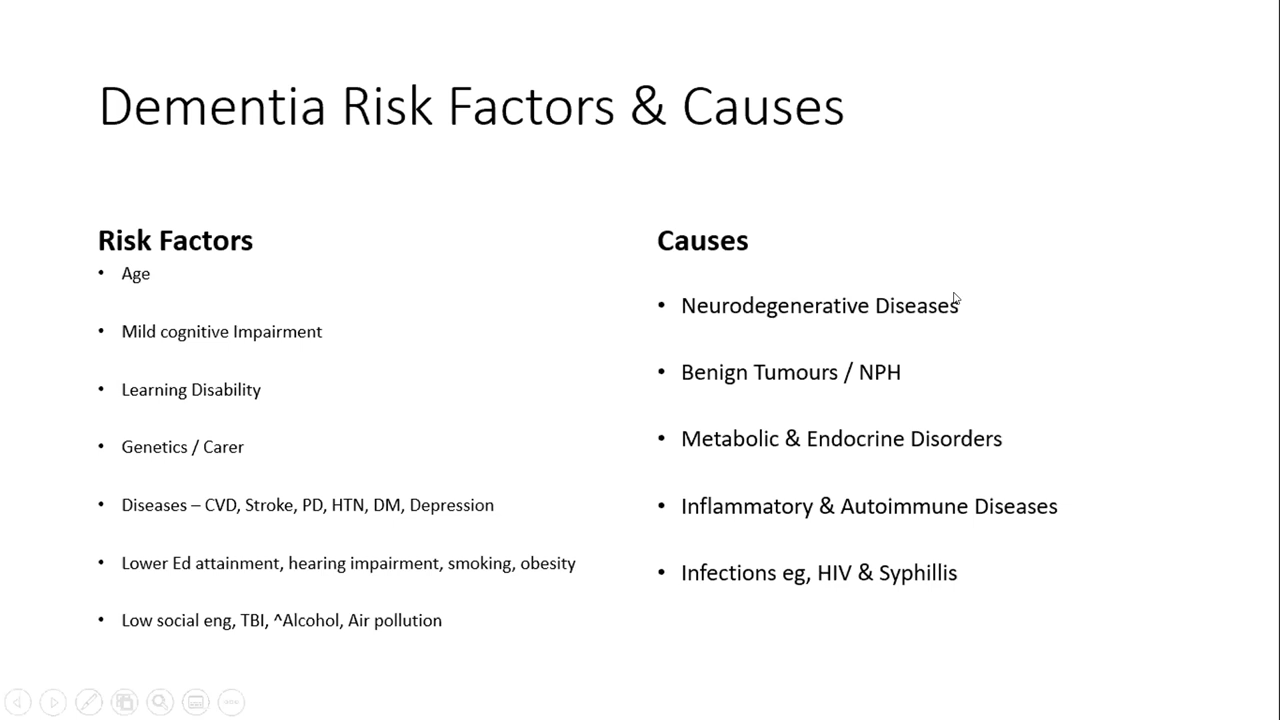 Dementia Risk Factors & Causes
Risk Factors
• Age
• Mild cognitive Impairment
• Learning Disability
• Genetics / Carer
• Diseases – CVD, Stroke, PD, HTN, DM, Depression
• Lower Ed attainment, hearing impairment, smoking, obesity
• Low social eng, TBI, ^Alcohol, Air pollution
Causes
• Neurodegenerative Diseases
• Benign Tumours / NPH
• Metabolic & Endocrine Disorders
• Inflammatory & Autoimmune Diseases
• Infections eg, HIV & Syphillis